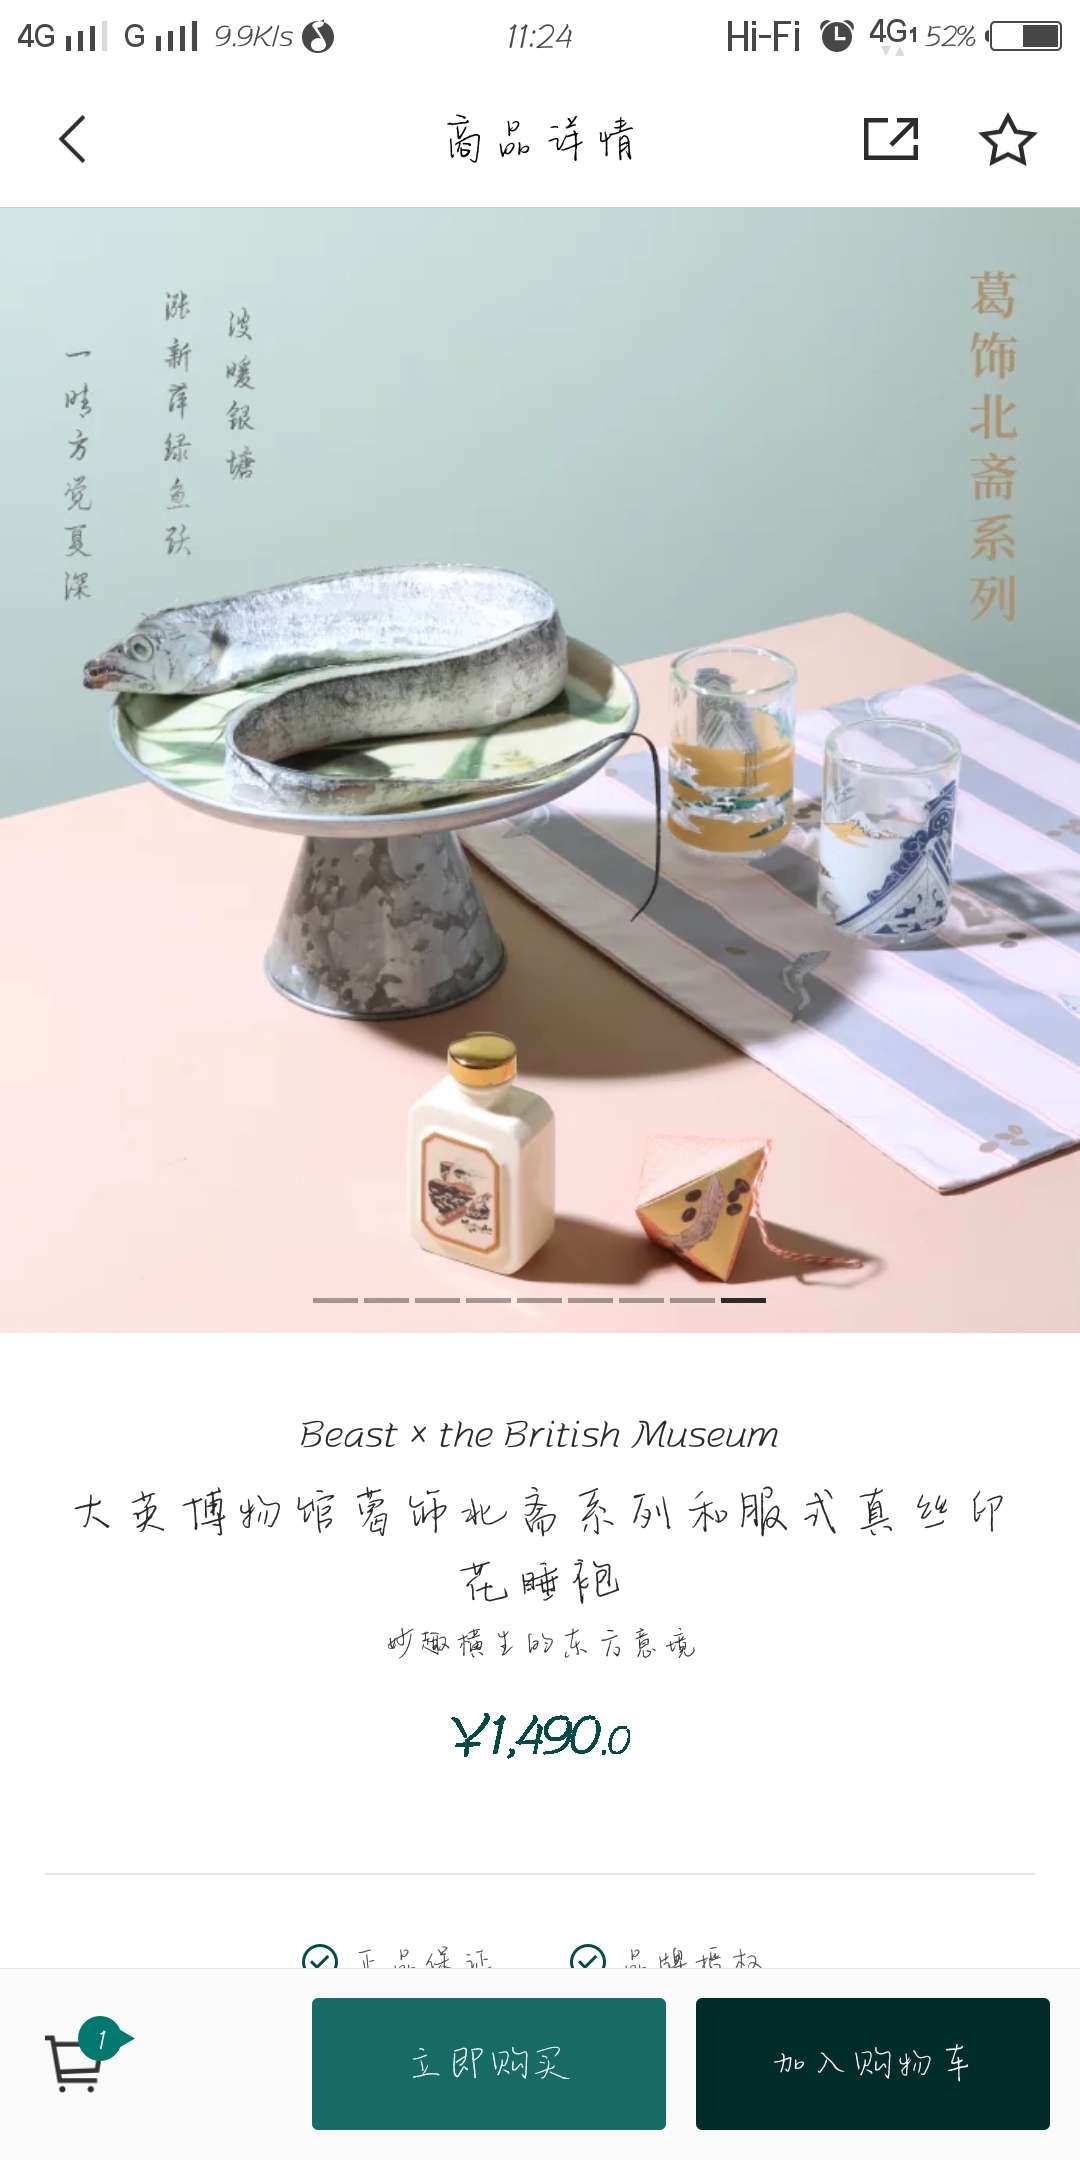 4G G 9.9K/s 11:24 Hi-Fi 4G1 52%
商品详情
葛饰北斋系列
波暖银塘
涨新萍绿鱼跃
一晴方觉夏深
Beast × the British Museum
大英博物馆葛饰北斋系列和服式真丝印
花睡袍
妙趣横生的东方意境
¥1,490.0
正品保证 品牌授权
1
立即购买 加入购物车